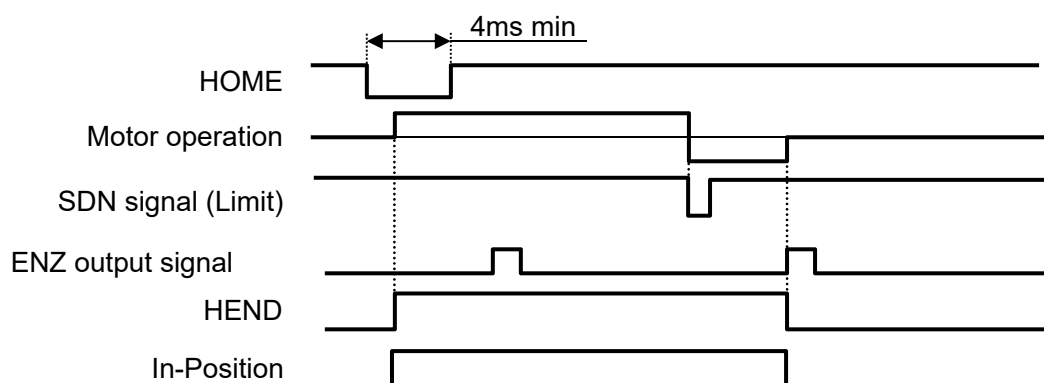 4ms min
HOME
Motor operation
SDN signal (Limit)
ENZ output signal
HEND
In-Position